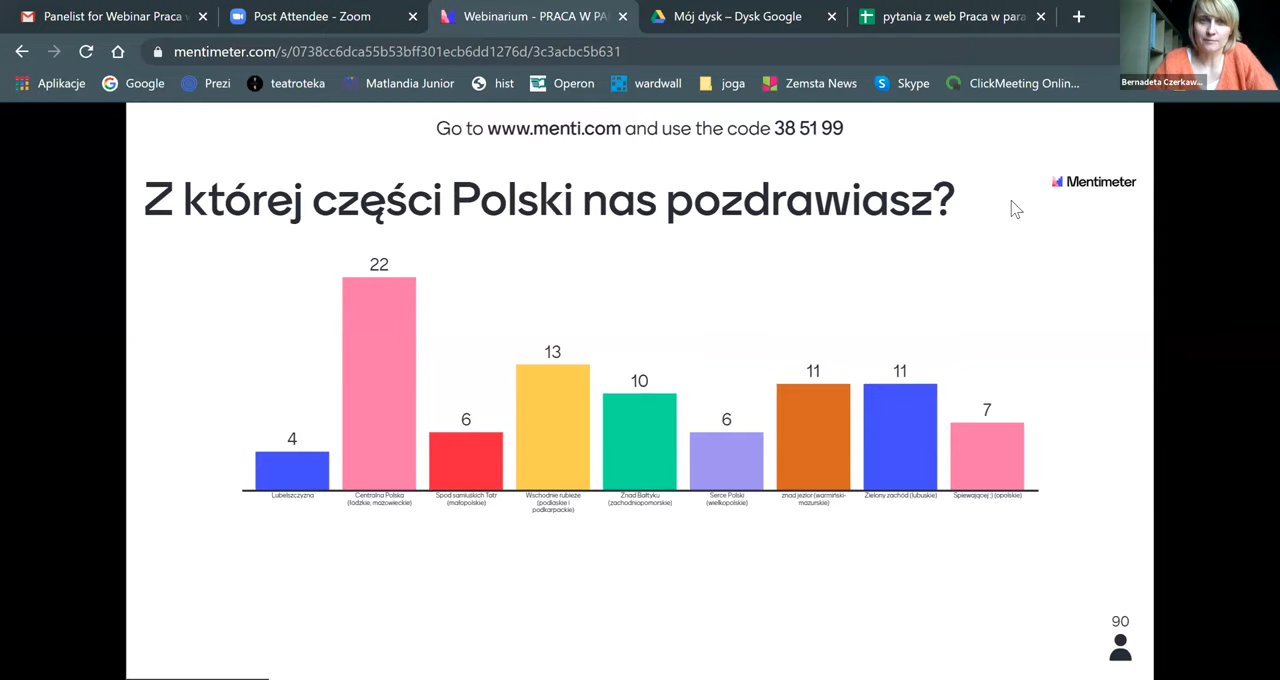 Panelist for Webinar Praca w
Post Attendee - Zoom
Webinarium - PRACA W PA
Mój dysk – Dysk Google
pytania z web Praca w para
mentimeter.com/s/0738cc6dca55b53bff301ecb6dd1276d/3c3acbc5b631
Aplikacje
Google
Prezi
teatroteka
Matlandia Junior
hist
Operon
wardwall
joga
Zemsta News
Skype
ClickMeeting Onlin...
Bernadeta Czerkaw...
Go to www.menti.com and use the code 38 51 99
Z której części Polski nas pozdrawiasz?
Mentimeter
4
22
6
13
10
6
11
11
7
Lubelszczyzna
Centralna Polska
(łódzkie, mazowieckie)
Spod samiuśkich Tatr
(małopolskie)
Wschodnie rubieże
(podlaskie i
podkarpackie)
Znad Bałtyku
(zachodniopomorskie)
Serce Polski
(wielkopolskie)
znad jezior (warmińsko-
mazurskie)
Zielony zachód (lubuskie)
Śpiewającej ;) (opolskie)
90